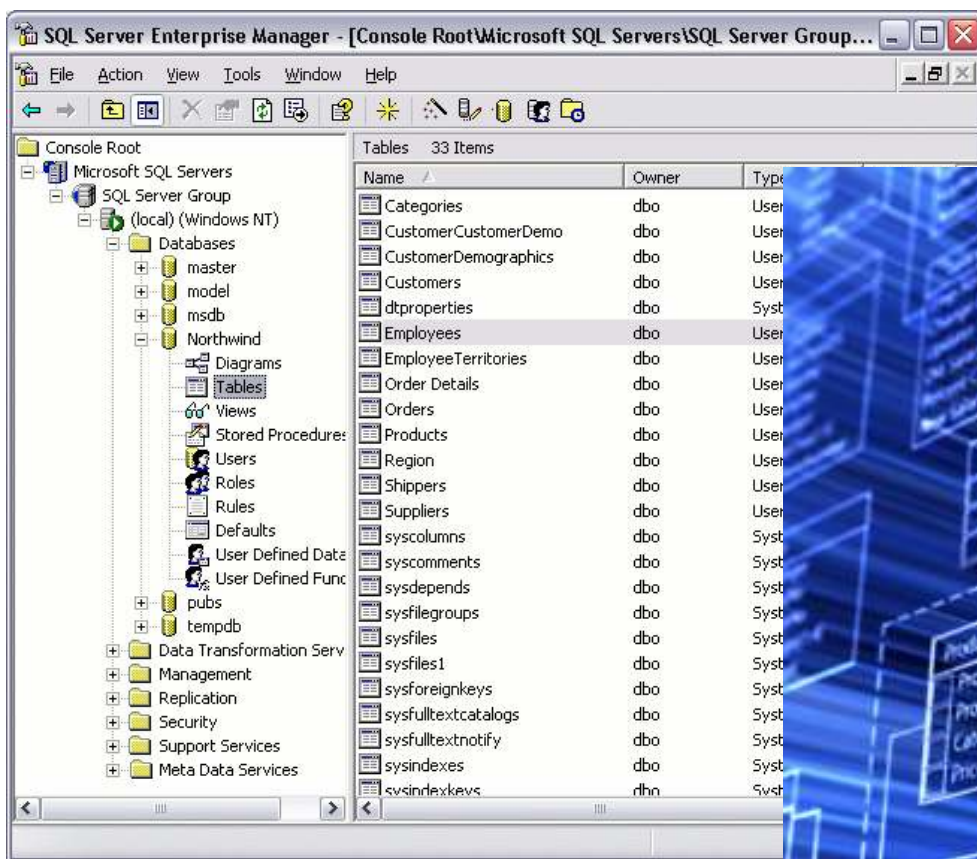 SQL Server Enterprise Manager - [Console Root\Microsoft SQL Servers\SQL Server Group...
File Action View Tools Window Help
Console Root
Microsoft SQL Servers
SQL Server Group
(local) (Windows NT)
Databases
master
model
msdb
Northwind
Diagrams
Tables
Views
Stored Procedures
Users
Roles
Rules
Defaults
User Defined Data
User Defined Func
pubs
tempdb
Data Transformation Serv
Management
Replication
Security
Support Services
Meta Data Services
Tables 33 Items
Name Owner Type
Categories dbo User
CustomerCustomerDemo dbo User
CustomerDemographics dbo User
Customers dbo User
dtproperties dbo Syst
Employees dbo User
EmployeeTerritories dbo User
Order Details dbo User
Orders dbo User
Products dbo User
Region dbo User
Shippers dbo User
Suppliers dbo User
syscolumns dbo Syst
syscomments dbo Syst
sysdepends dbo Syst
sysfilegroups dbo Syst
sysfiles dbo Syst
sysfiles1 dbo Syst
sysforeignkeys dbo Syst
sysfulltextcatalogs dbo Syst
sysfulltextnotify dbo Syst
sysindexes dbo Syst
sysindexkeys dbo Syst